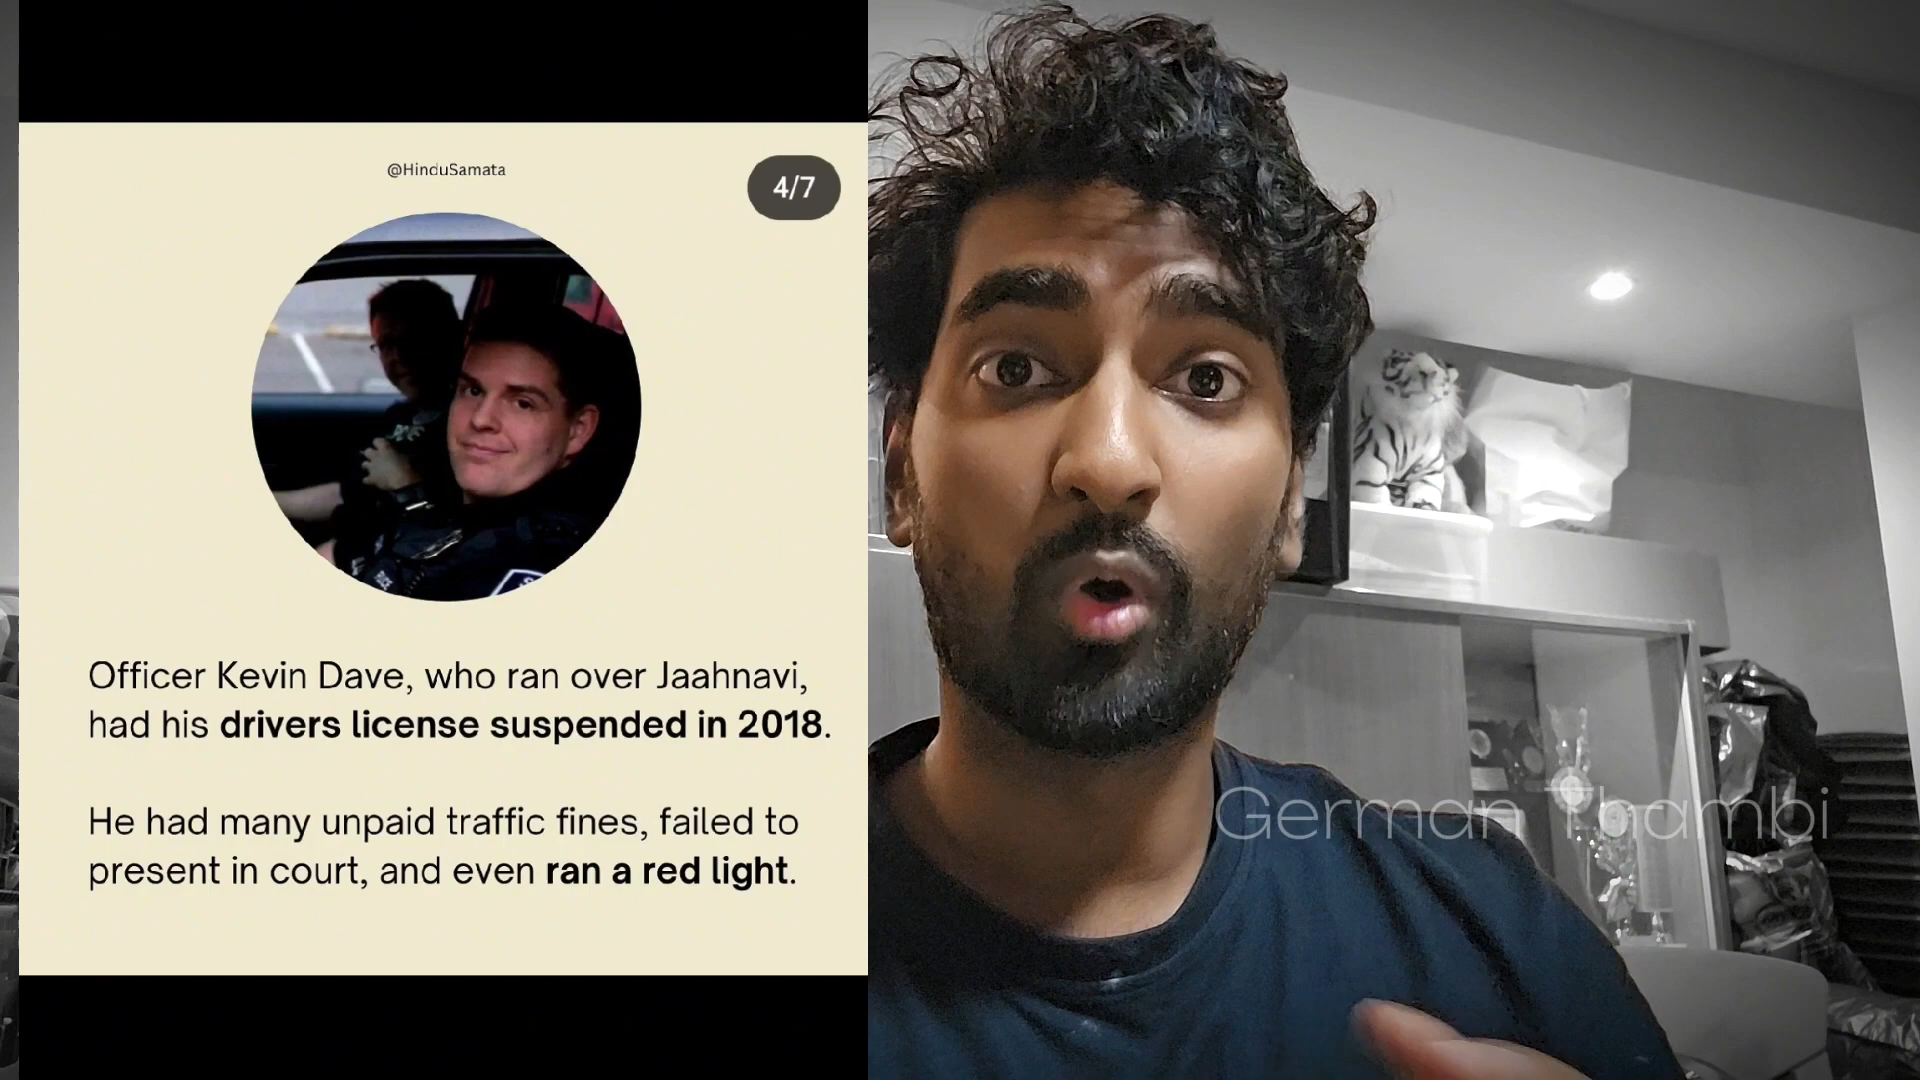 @HinduSamata
4/7
Officer Kevin Dave, who ran over Jaahnavi,
had his drivers license suspended in 2018.
He had many unpaid traffic fines, failed to
present in court, and even ran a red light.
German Thambi